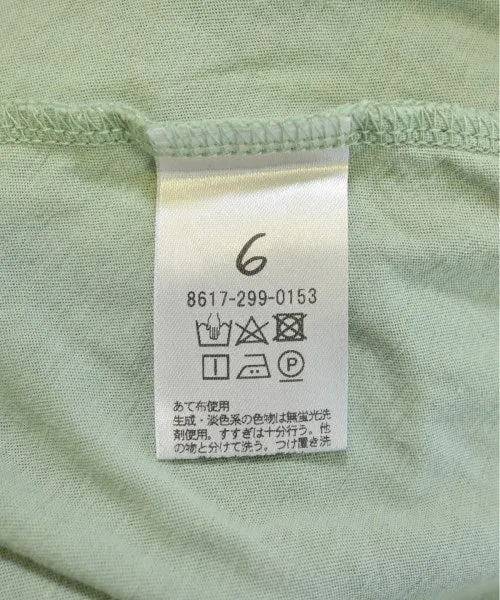 6
8617-299-0153
P
あて布使用
生成・淡色系の色物は無蛍光洗
剤使用。すすぎは十分行う。他
の物と分けて洗う。つけ置き洗